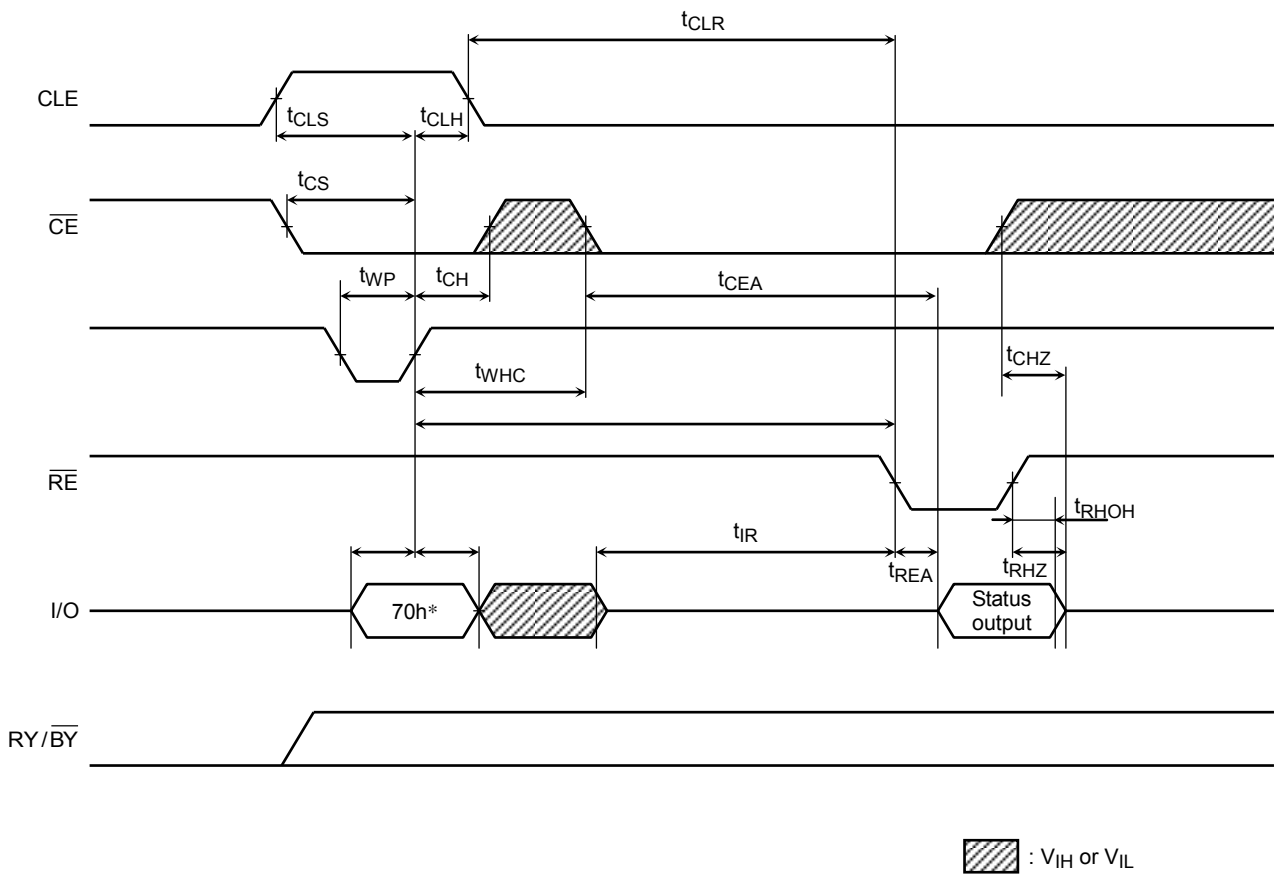 tCLR
CLE
tCLS
tCLH
tCS
CE
tWP
tCH
tCEA
tCHZ
tWHC
RE
tRHOH
tIR
tREA
tRHZ
I/O
70h*
Status
output
RY/BY
: VIH or VIL